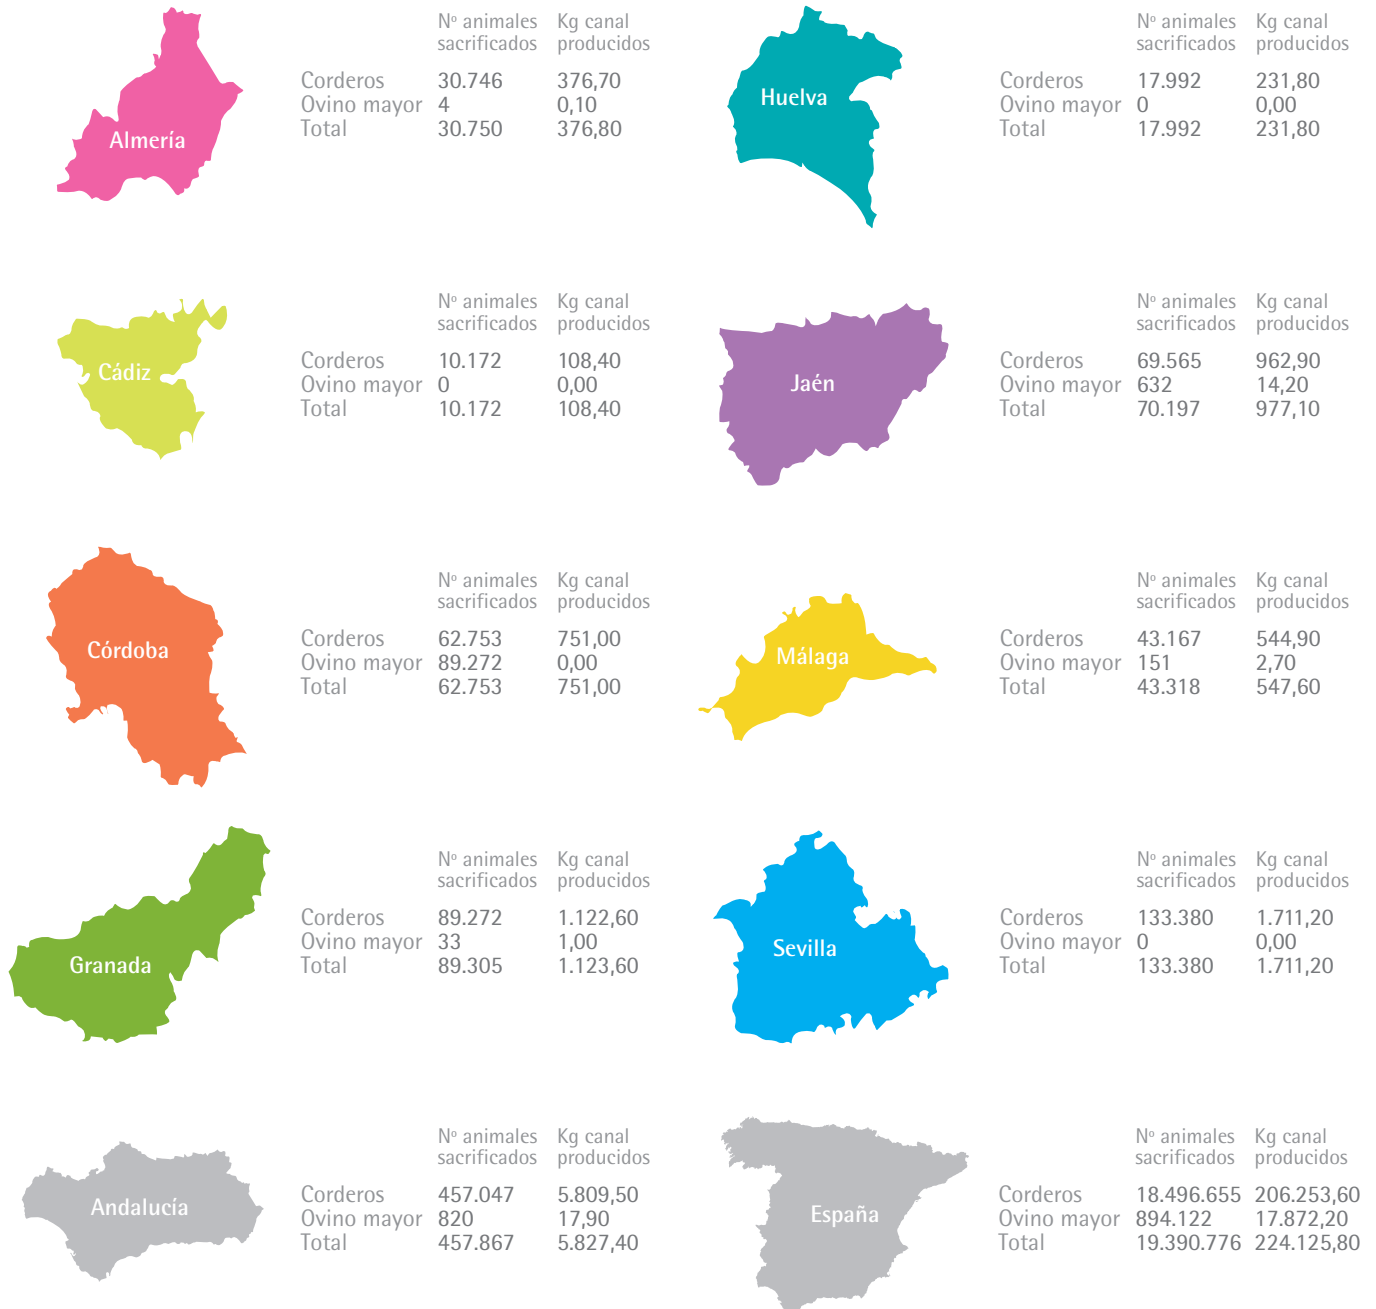 Almería
Nº animales Kg canal
sacrificados producidos
Corderos 30.746 376,70
Ovino mayor 4 0,10
Total 30.750 376,80
Huelva
Nº animales Kg canal
sacrificados producidos
Corderos 17.992 231,80
Ovino mayor 0 0,00
Total 17.992 231,80
Cádiz
Nº animales Kg canal
sacrificados producidos
Corderos 10.172 108,40
Ovino mayor 0 0,00
Total 10.172 108,40
Jaén
Nº animales Kg canal
sacrificados producidos
Corderos 69.565 962,90
Ovino mayor 632 14,20
Total 70.197 977,10
Córdoba
Nº animales Kg canal
sacrificados producidos
Corderos 62.753 751,00
Ovino mayor 89.272 0,00
Total 62.753 751,00
Málaga
Nº animales Kg canal
sacrificados producidos
Corderos 43.167 544,90
Ovino mayor 151 2,70
Total 43.318 547,60
Granada
Nº animales Kg canal
sacrificados producidos
Corderos 89.272 1.122,60
Ovino mayor 33 1,00
Total 89.305 1.123,60
Sevilla
Nº animales Kg canal
sacrificados producidos
Corderos 133.380 1.711,20
Ovino mayor 0 0,00
Total 133.380 1.711,20
Andalucía
Nº animales Kg canal
sacrificados producidos
Corderos 457.047 5.809,50
Ovino mayor 820 17,90
Total 457.867 5.827,40
España
Nº animales Kg canal
sacrificados producidos
Corderos 18.496.655 206.253,60
Ovino mayor 894.122 17.872,20
Total 19.390.776 224.125,80